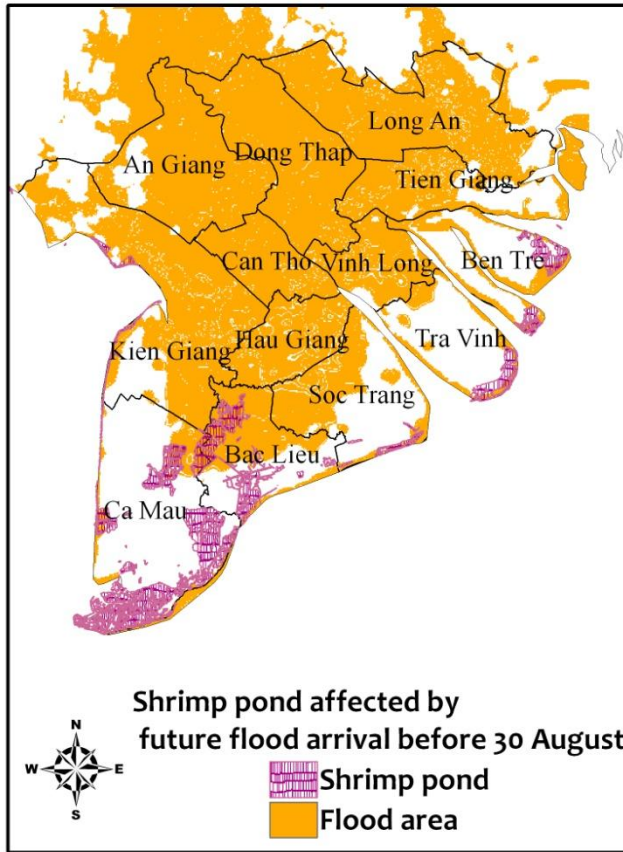 Long An
Dong Thap
An Giang
Tien Giang
Can Tho
Vinh Long
Ben Tre
Tra Vinh
Kien Giang
Hau Giang
Soc Trang
Bac Lieu
Ca Mau
Shrimp pond affected by
future flood arrival before 30 August
N
W
E
S
Shrimp pond
Flood area